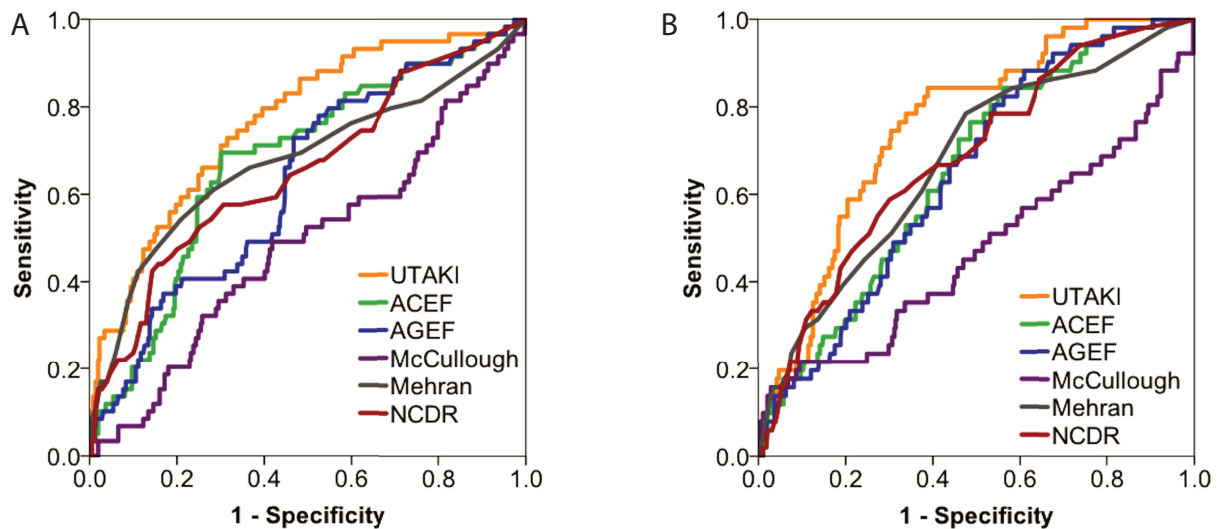 A
Sensitivity
1.0
0.8
0.6
0.4
0.2
0.0
UTAKI
ACEF
AGEF
McCullough
Mehran
NCDR
0.0 0.2 0.4 0.6 0.8 1.0
1 - Specificity
B
Sensitivity
1.0
0.8
0.6
0.4
0.2
0.0
UTAKI
ACEF
AGEF
McCullough
Mehran
NCDR
0.0 0.2 0.4 0.6 0.8 1.0
1 - Specificity